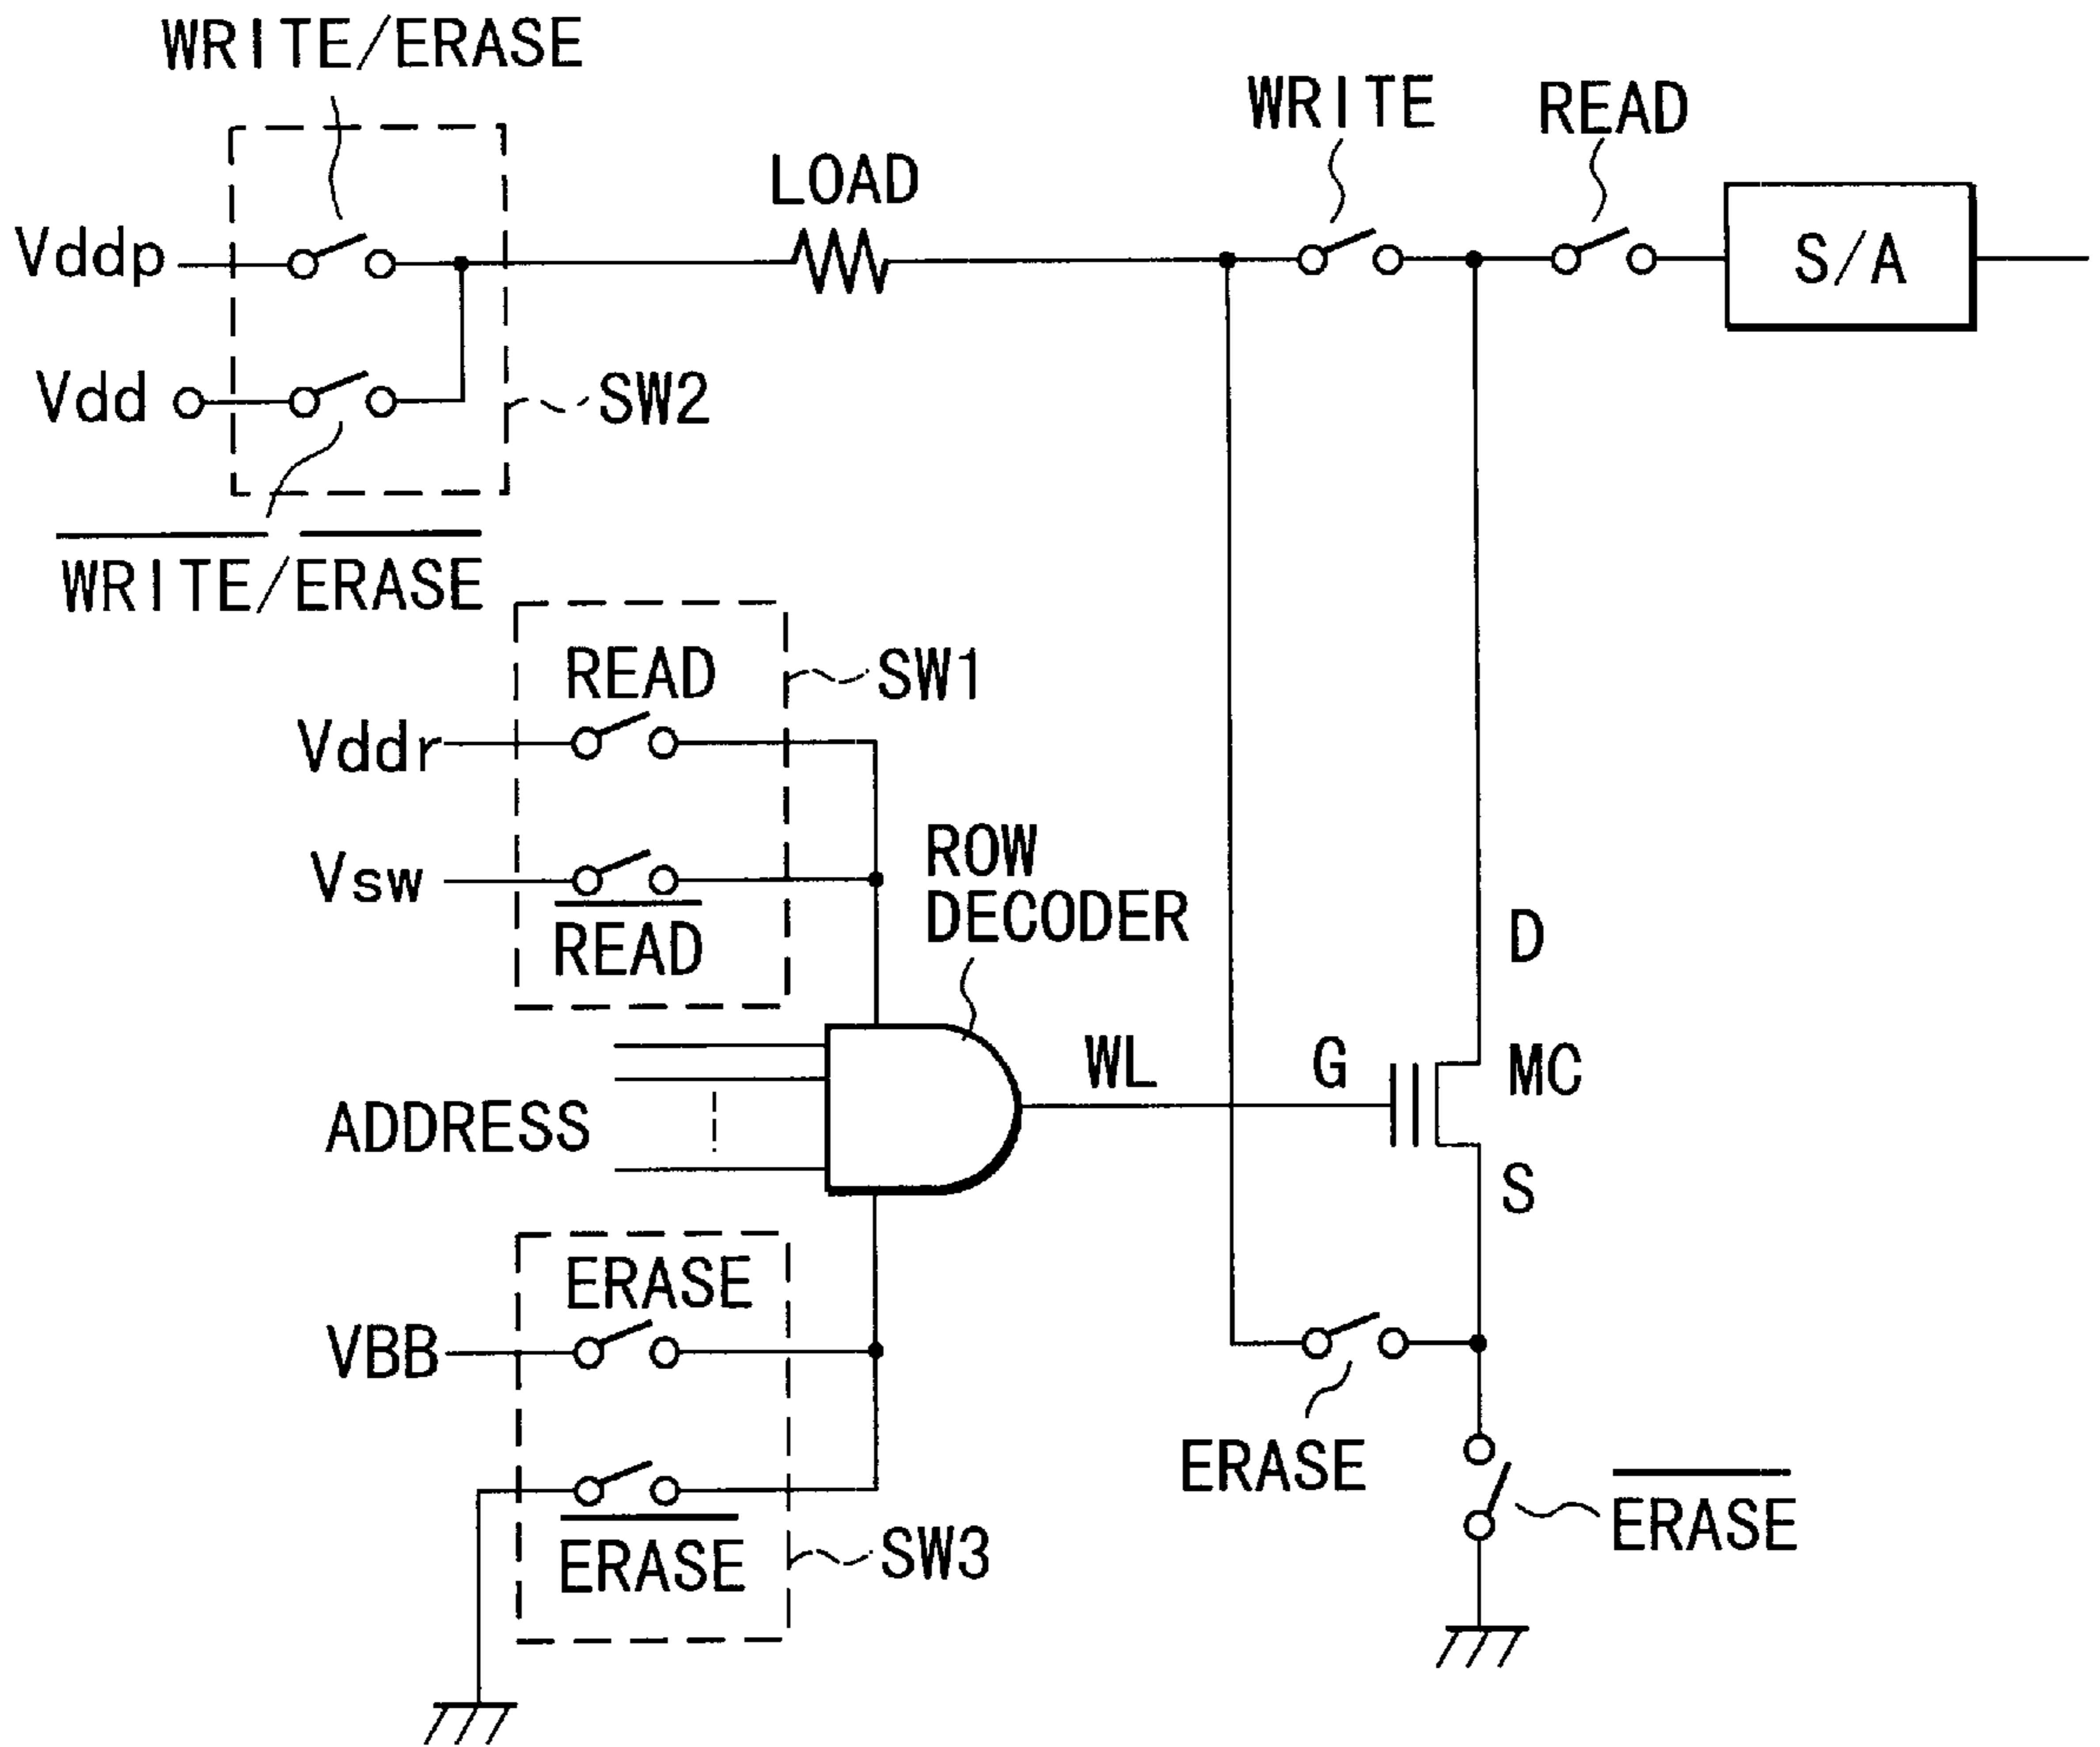 WRITE/ERASE
WRITE
READ
LOAD
Vddp
S/A
Vdd
SW2
WRITE/ERASE
READ
SW1
Vddr
Vsw
READ
ROW
DECODER
D
WL
G
MC
ADDRESS
S
ERASE
VBB
ERASE
ERASE
ERASE
SW3